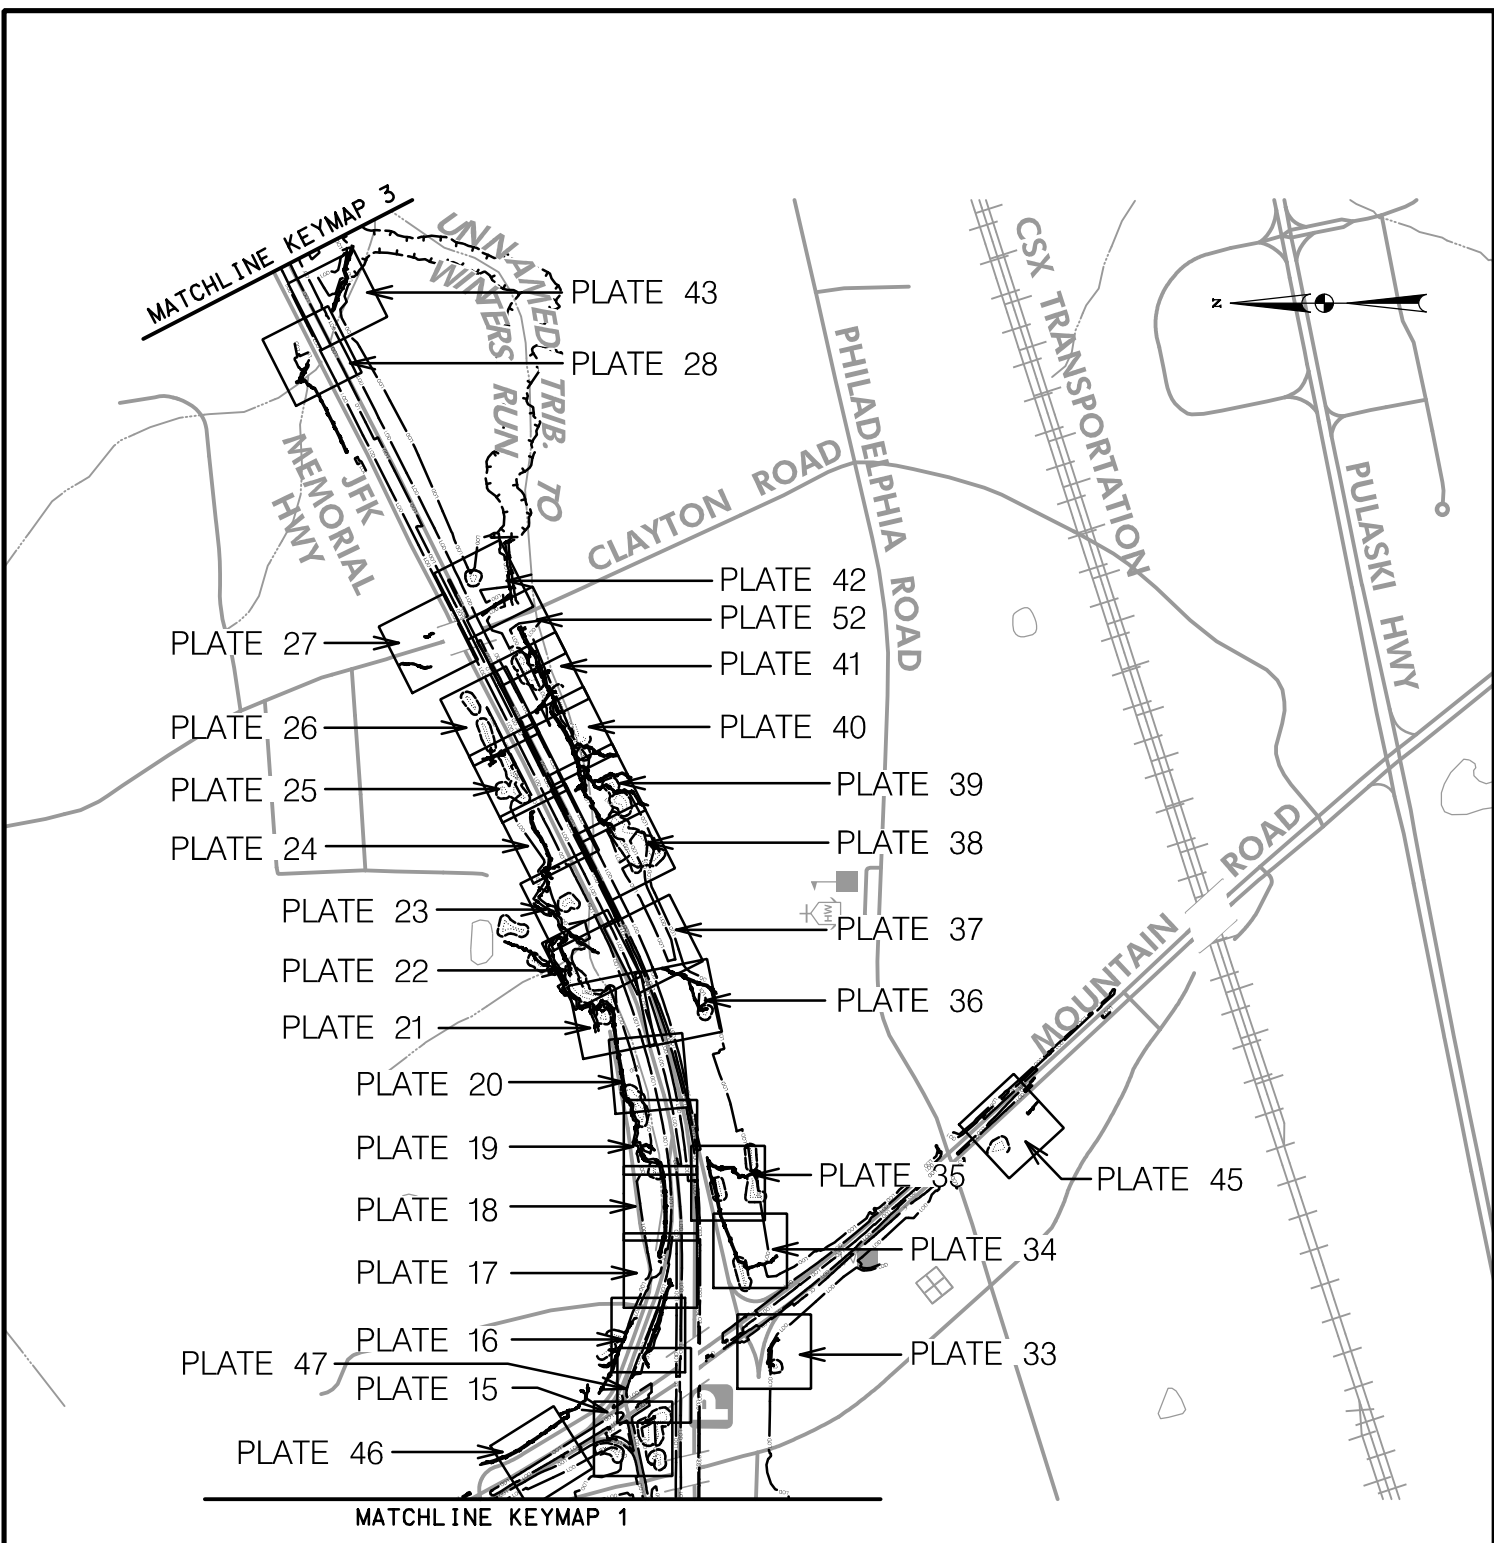 MATCHLINE KEYMAP 3
UNNAMED TRIB. TO
WINTERS RUN
PLATE 43
PLATE 28
CSX TRANSPORTATION
N
PHILADELPHIA ROAD
JFK
MEMORIAL
HWY
CLAYTON ROAD
PULASKI HWY
PLATE 42
PLATE 52
PLATE 27
PLATE 41
PLATE 26
PLATE 40
PLATE 25
PLATE 39
PLATE 24
PLATE 38
MOUNTAIN ROAD
PLATE 23
PLATE 37
PLATE 22
PLATE 36
PLATE 21
PLATE 20
PLATE 19
PLATE 35
PLATE 45
PLATE 18
PLATE 34
PLATE 17
PLATE 16
PLATE 33
PLATE 47
PLATE 15
P
PLATE 46
MATCHLINE KEYMAP 1